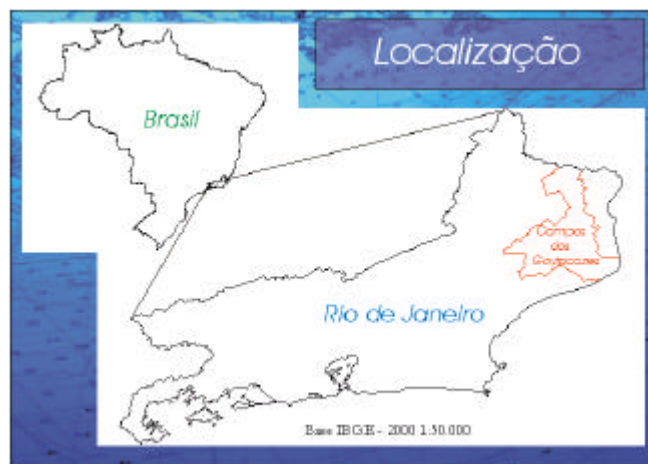 Localização
Brasil
Campos
dos
Goytacazes
Rio de Janeiro
Base IBGE - 2000 1:50.000